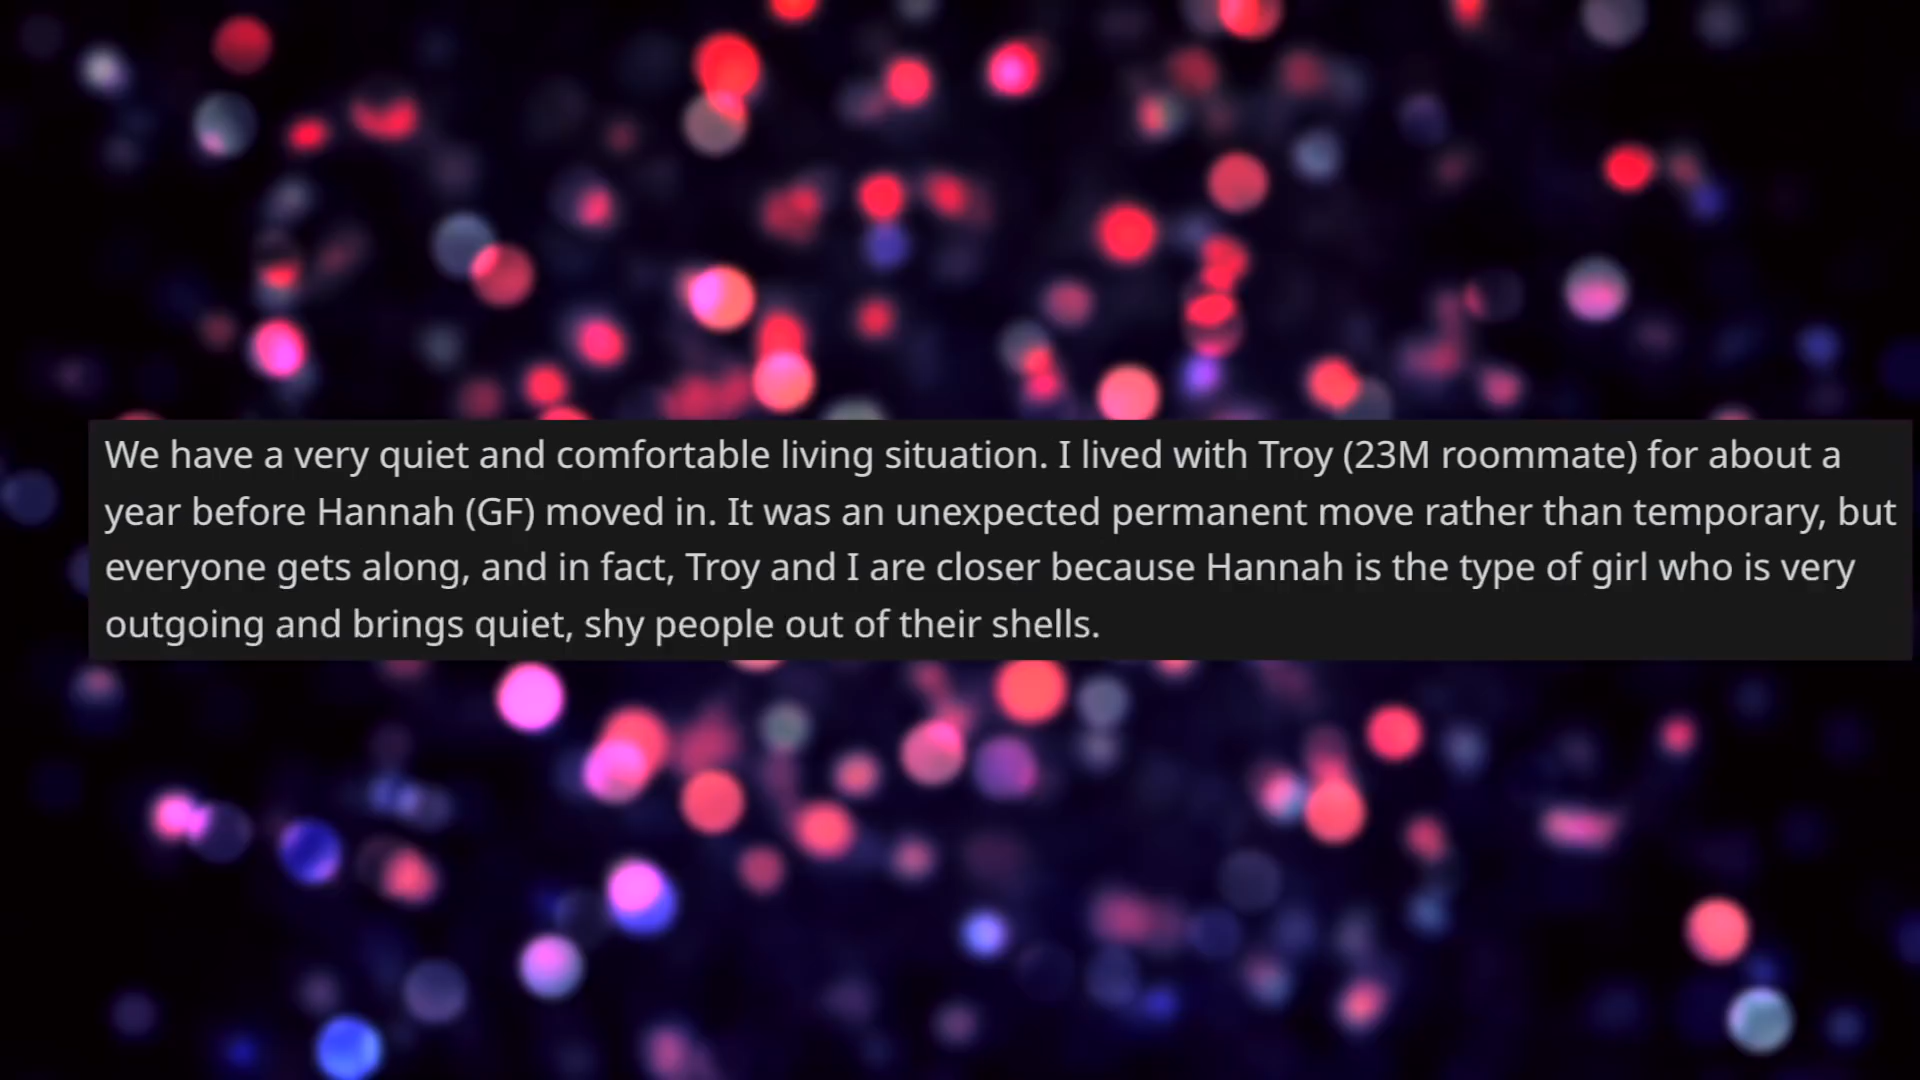 We have a very quiet and comfortable living situation. I lived with Troy (23M roommate) for about a
year before Hannah (GF) moved in. It was an unexpected permanent move rather than temporary, but
everyone gets along, and in fact, Troy and I are closer because Hannah is the type of girl who is very
outgoing and brings quiet, shy people out of their shells.